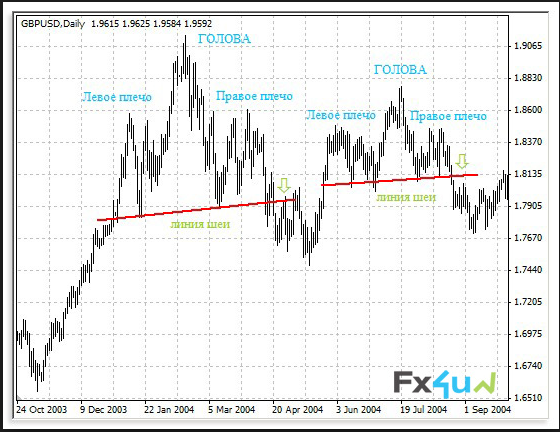 GBPUSD,Daily 1.9615 1.9625 1.9584 1.9592
ГОЛОВА
Левое плечо
Правое плечо
линия шеи
ГОЛОВА
Левое плечо
Правое плечо
линия шеи
1.9065
1.8830
1.8600
1.8370
1.8135
1.7905
1.7670
1.7440
1.7205
1.6975
1.6740
1.6510
Fx4uN
24 Oct 2003 9 Dec 2003 22 Jan 2004 5 Mar 2004 20 Apr 2004 3 Jun 2004 19 Jul 2004 1 Sep 2004